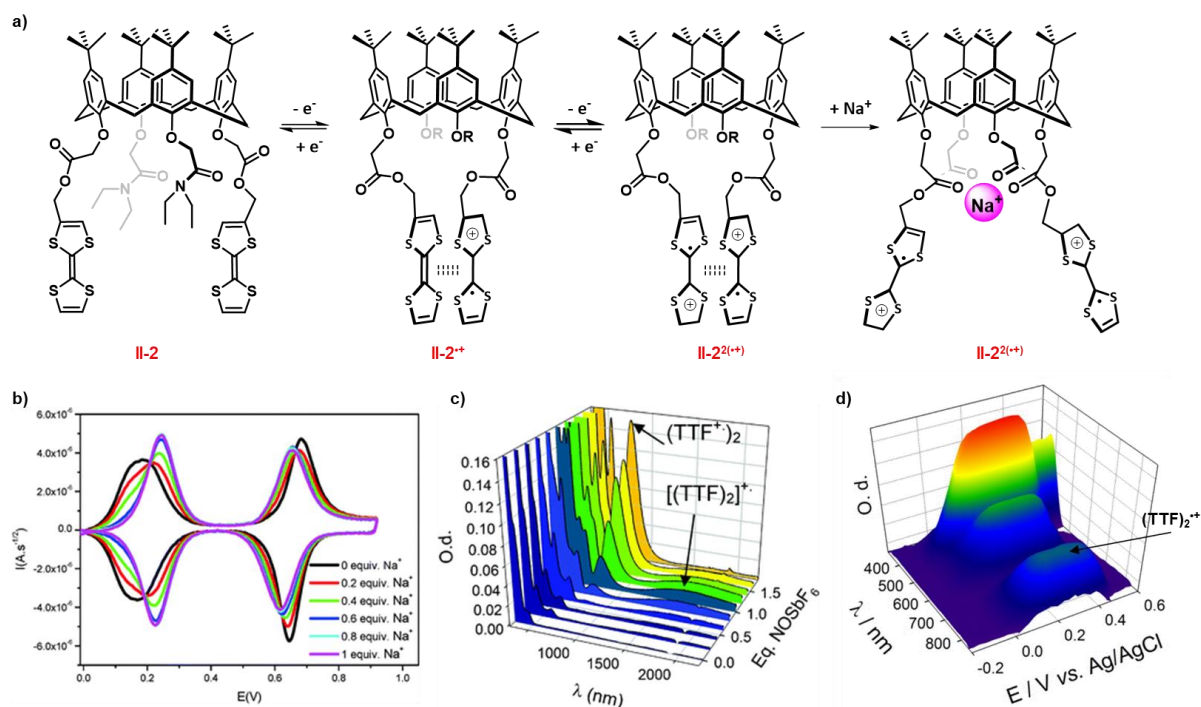 a)
- e⁻
+ e⁻
- e⁻
+ e⁻
+ Na⁺
O
O
O
O
O
O
O
O
N
O
N
O
S
S
S
S
S
S
S
S
OR
OR
O
O
O
O
O
O
S
S
S
S
S
S
S
S
OR
OR
O
O
O
O
O
O
S
S
S
S
S
S
S
S
O
O
O
O
O
O
O
O
O
O
Na⁺
S
S
S
S
S
S
S
S
II-2
II-2•+
II-2²⁽•⁺⁾
II-2²⁽•⁺⁾
b)
6.0x10⁻⁶
4.0x10⁻⁶
2.0x10⁻⁶
0.0
-2.0x10⁻⁶
-4.0x10⁻⁶
-6.0x10⁻⁶
I(A.s⁻¹/²)
0 equiv. Na⁺
0.2 equiv. Na⁺
0.4 equiv. Na⁺
0.6 equiv. Na⁺
0.8 equiv. Na⁺
1 equiv. Na⁺
0.0 0.2 0.4 0.6 0.8 1.0
E(V)
c)
(TTF⁺·)₂
[(TTF)₂]⁺·
0.16
0.14
0.12
0.10
0.08
0.06
0.04
0.02
0.00
O.d.
1000 1500 2000
λ (nm)
0.0 0.5 1.0 1.5
Eq. NOSbF₆
d)
(TTF)₂•⁺
O. d.
400
500
600
700
800
λ / nm
-0.2 0.0 0.2 0.4 0.6
E / V vs. Ag/AgCl